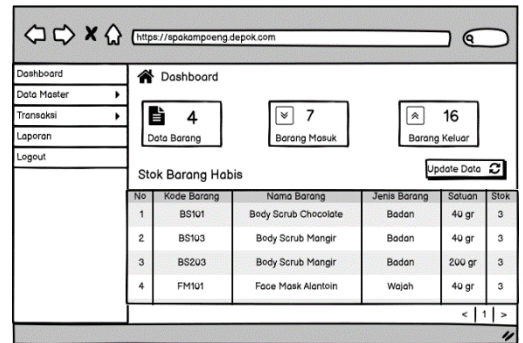 https://spakampoeng.depok.com
Dashboard
Data Master
Transaksi
Laporan
Logout
Dashboard
4
Data Barang
7
Barang Masuk
16
Barang Keluar
Update Data
Stok Barang Habis
No Kode Barang Nama Barang Jenis Barang Satuan Stok
1 BS101 Body Scrub Chocolate Badan 40 gr 3
2 BS103 Body Scrub Mangir Badan 40 gr 3
3 BS203 Body Scrub Mangir Badan 200 gr 3
4 FM101 Face Mask Alantoin Wajah 40 gr 3
< 1 >